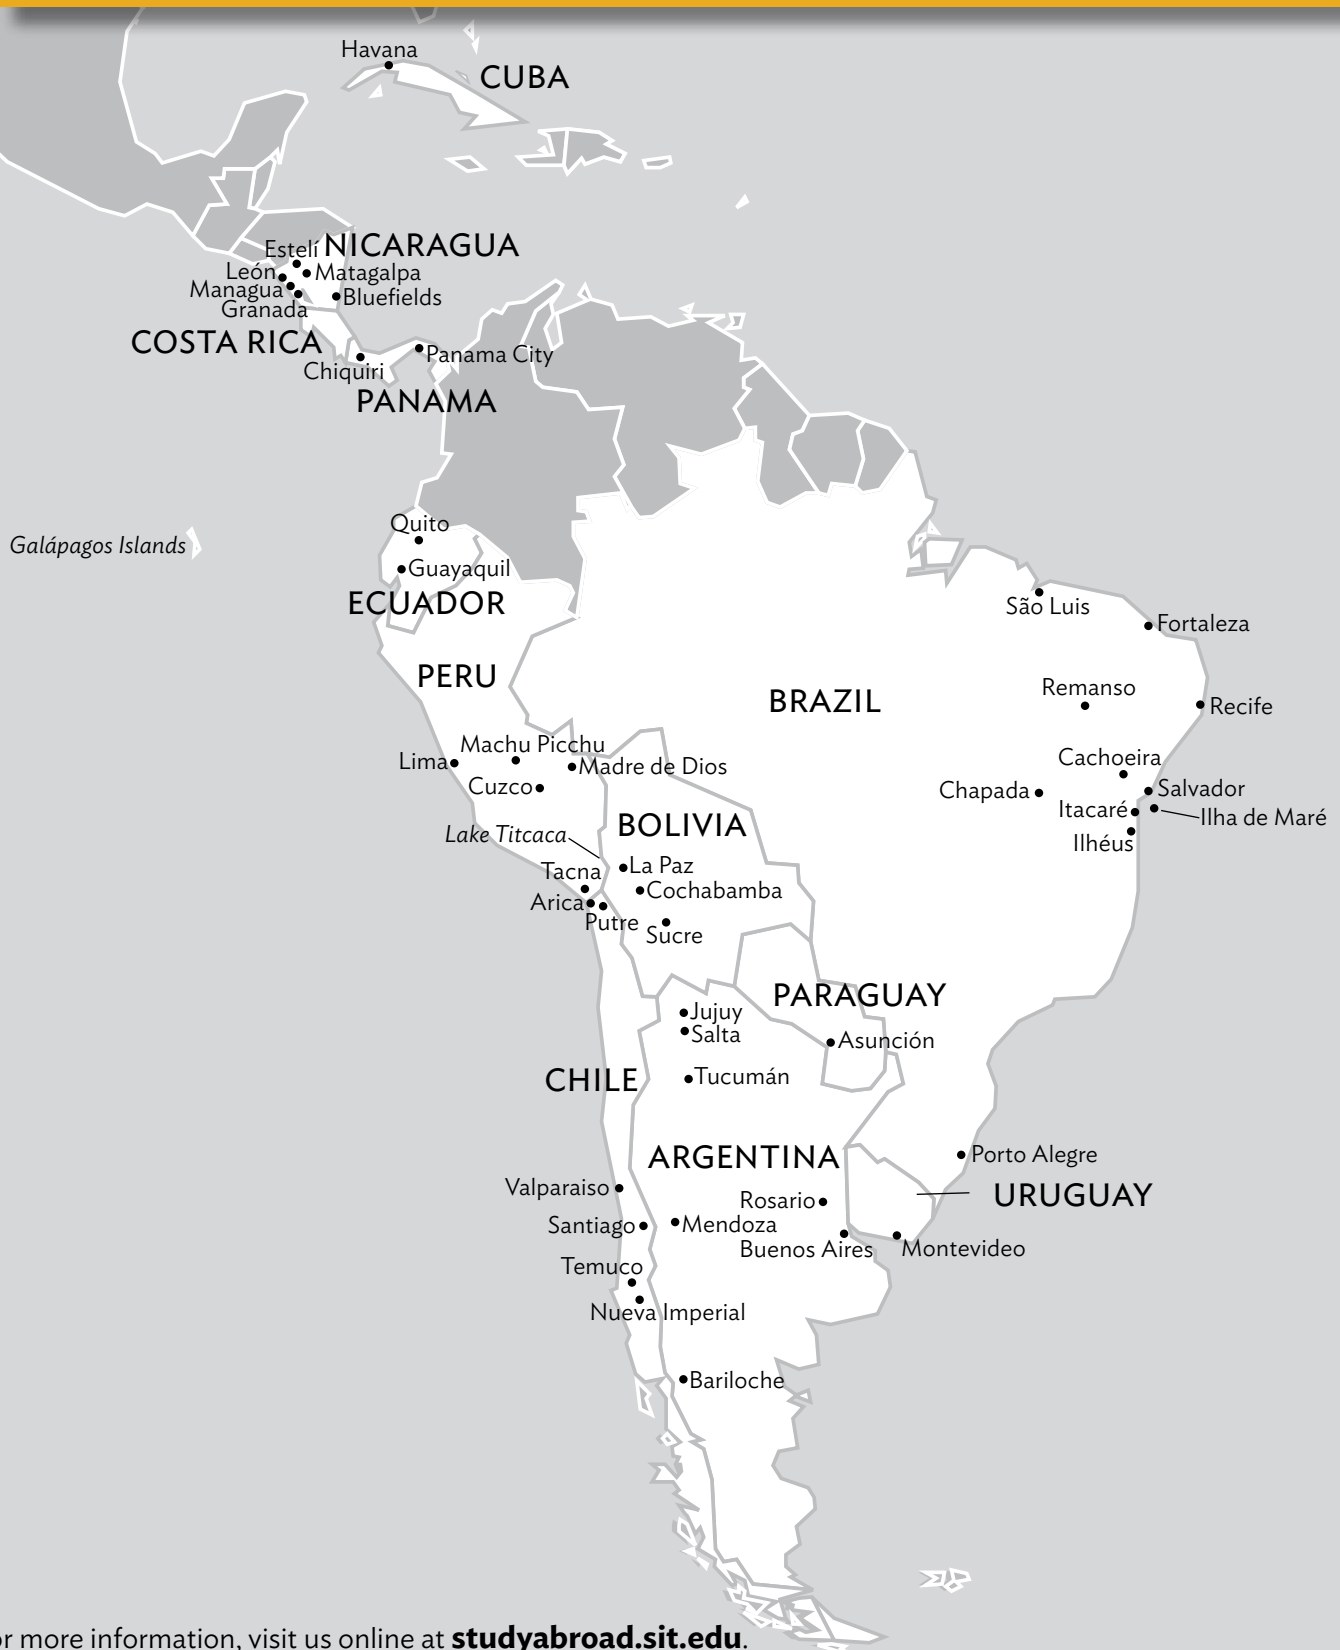 Havana
CUBA
Estelí NICARAGUA
León Matagalpa
Managua Bluefields
Granada
COSTA RICA
Panama City
Chiquiri
PANAMA
Quito
Galápagos Islands
Guayaquil
ECUADOR
São Luis
Fortaleza
PERU
Remanso
BRAZIL
Recife
Machu Picchu
Lima
Madre de Dios
Cachoeira
Cuzco
Chapada
Salvador
Itacaré
Ilha de Maré
BOLIVIA
Lake Titcaca
Ilhéus
La Paz
Tacna
Cochabamba
Arica
Putre
Sucre
PARAGUAY
Jujuy
Salta
Asunción
Tucumán
CHILE
ARGENTINA
Porto Alegre
Valparaiso
Rosario
URUGUAY
Santiago
Mendoza
Buenos Aires
Montevideo
Temuco
Nueva Imperial
Bariloche
or more information, visit us online at studyabroad.sit.edu.